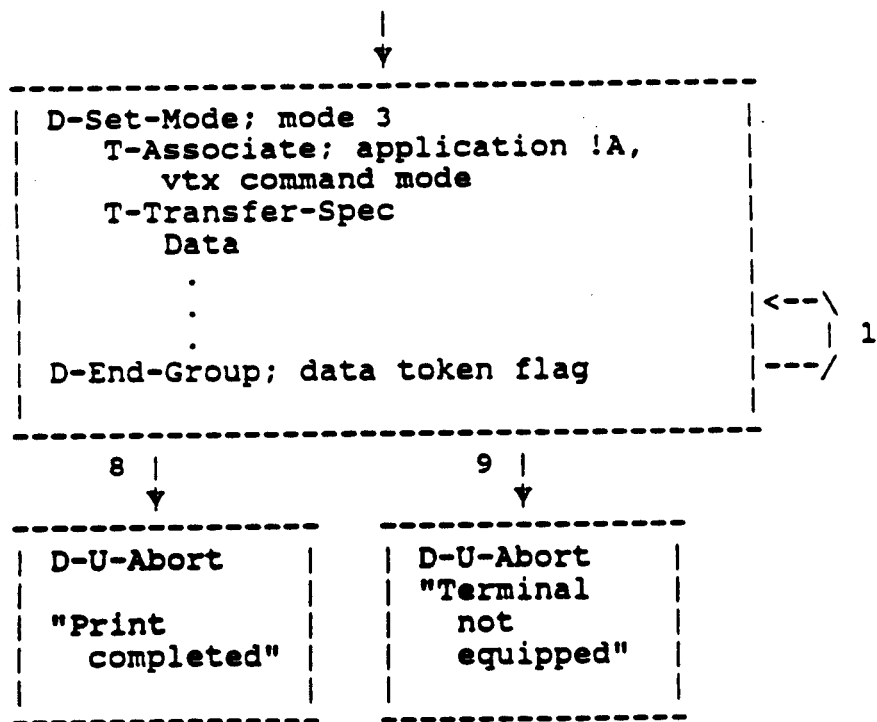 D-Set-Mode; mode 3
T-Associate; application !A,
vtx command mode
T-Transfer-Spec
Data
.
.
.
1
D-End-Group; data token flag
8
9
D-U-Abort
"Print
completed"
D-U-Abort
"Terminal
not
equipped"